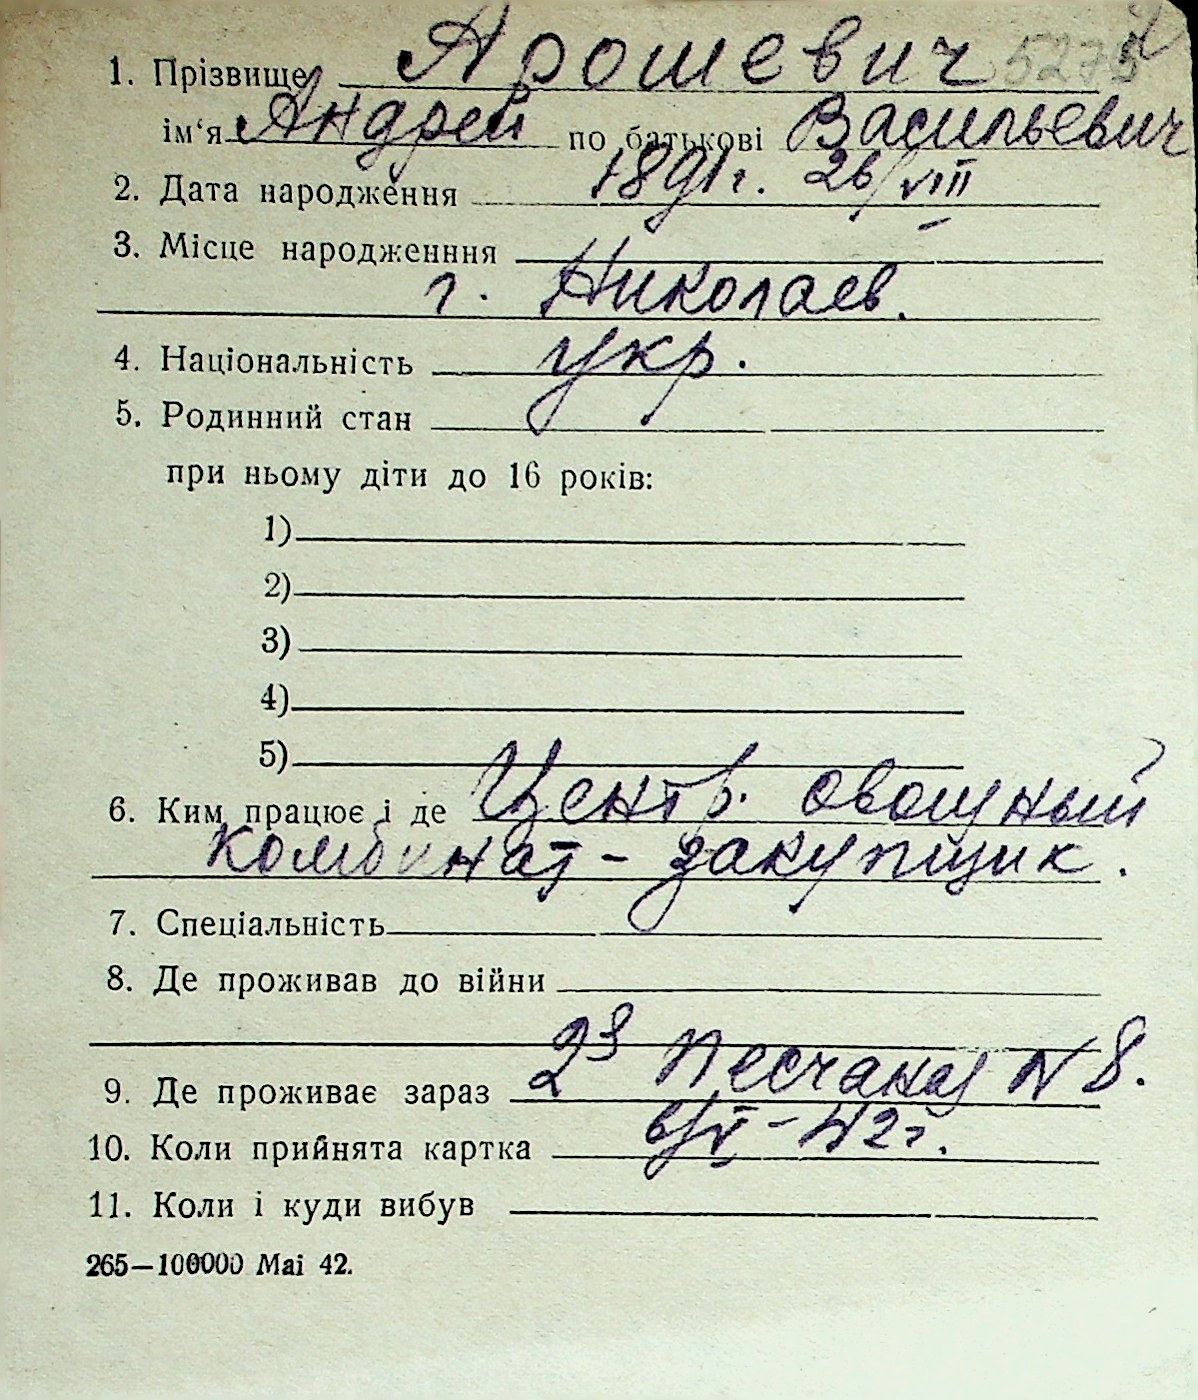 1. Прізвище Ярошевич 5275
ім‘я Андрей по батькові Васильевич
2. Дата народження 1891 г. 26/VIII
3. Місце народженння
г. Николаев.
4. Національність укр.
5. Родинний стан
при ньому діти до 16 років:
1)
2)
3)
4)
5)
6. Ким працює і де Центр. овощный
комбинат - закупщик.
7. Спеціальність
8. Де проживав до війни
9. Де проживає зараз 2я Песчаная N 8.
10. Коли прийнята картка 6/V - 42 г.
11. Коли і куди вибув
265—100000 Mai 42.